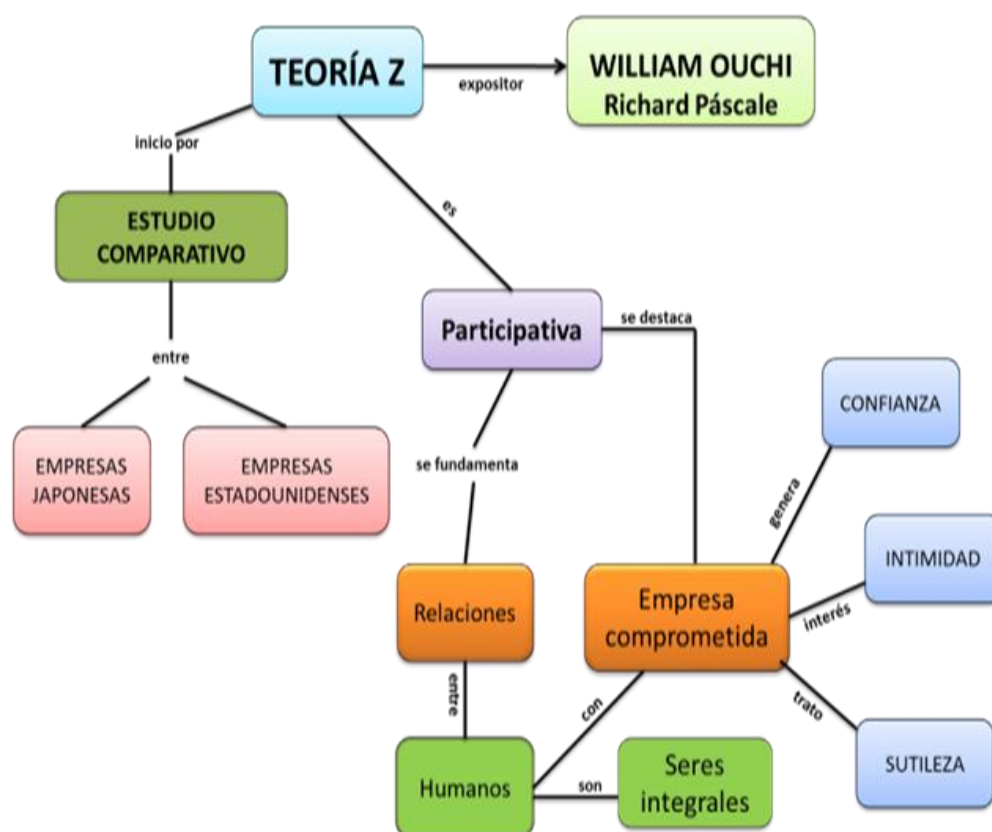 TEORÍA Z
expositor
WILLIAM OUCHI
Richard Páscale
inicio por
ESTUDIO
COMPARATIVO
entre
EMPRESAS
JAPONESAS
EMPRESAS
ESTADOUNIDENSES
es
Participativa
se destaca
se fundamenta
Relaciones
entre
Humanos
son
Seres
integrales
con
Empresa
comprometida
genera
CONFIANZA
interés
INTIMIDAD
trato
SUTILEZA